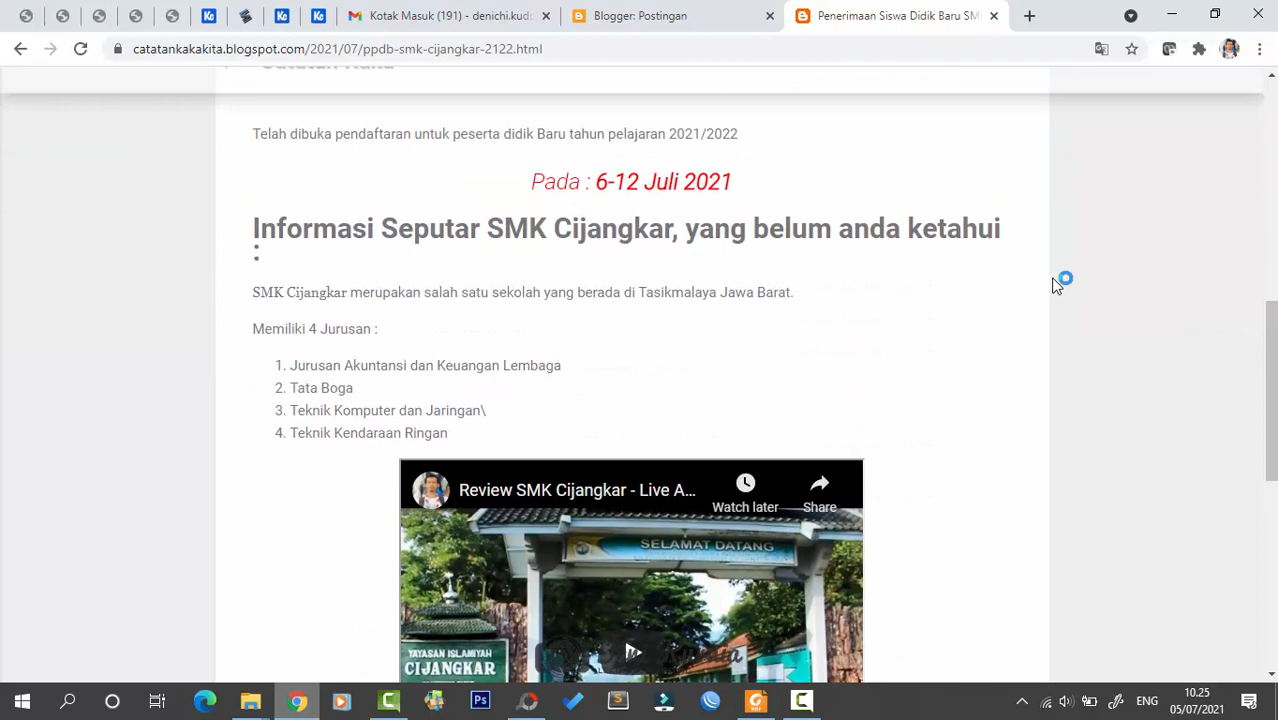 Kotak Masuk (191) - denichi.kud
Blogger: Postingan
Penerimaan Siswa Didik Baru SM
catatankakakita.blogspot.com/2021/07/ppdb-smk-cijangkar-2122.html
Telah dibuka pendaftaran untuk peserta didik Baru tahun pelajaran 2021/2022
Pada : 6-12 Juli 2021
Informasi Seputar SMK Cijangkar, yang belum anda ketahui
:
SMK Cijangkar merupakan salah satu sekolah yang berada di Tasikmalaya Jawa Barat.
Memiliki 4 Jurusan :
1. Jurusan Akuntansi dan Keuangan Lembaga
2. Tata Boga
3. Teknik Komputer dan Jaringan\
4. Teknik Kendaraan Ringan
Review SMK Cijangkar - Live A...
Watch later
Share
SELAMAT DATANG
YAYASAN ISLAMIYAH
CIJANGKAR
ENG
10.25
05/07/2021